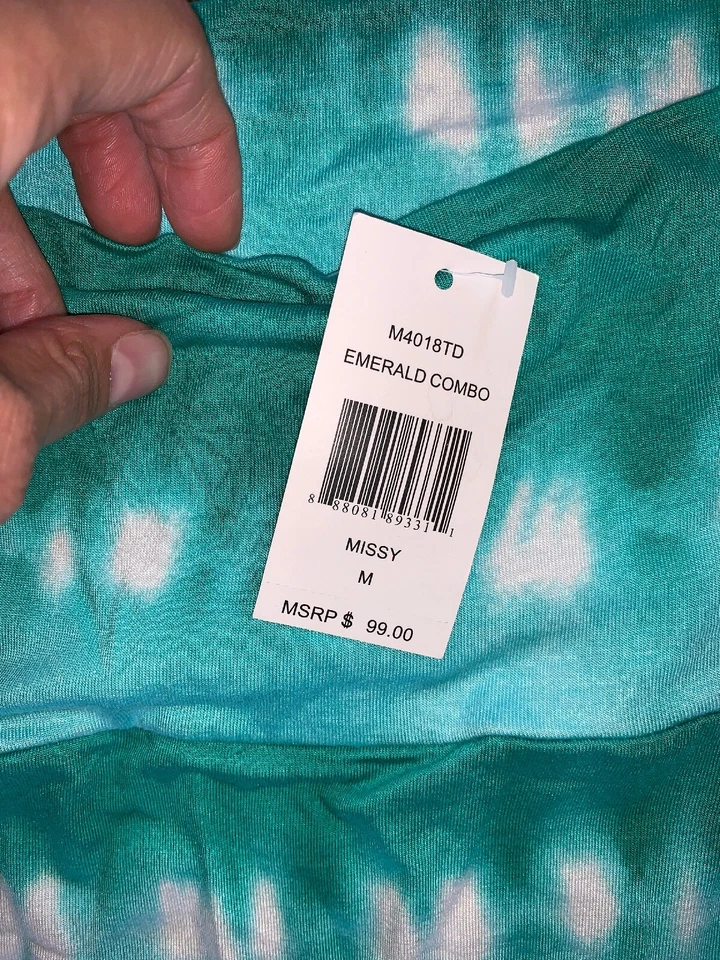 M4018TD
EMERALD COMBO
8 88081 89331 1
MISSY
M
MSRP $ 99.00